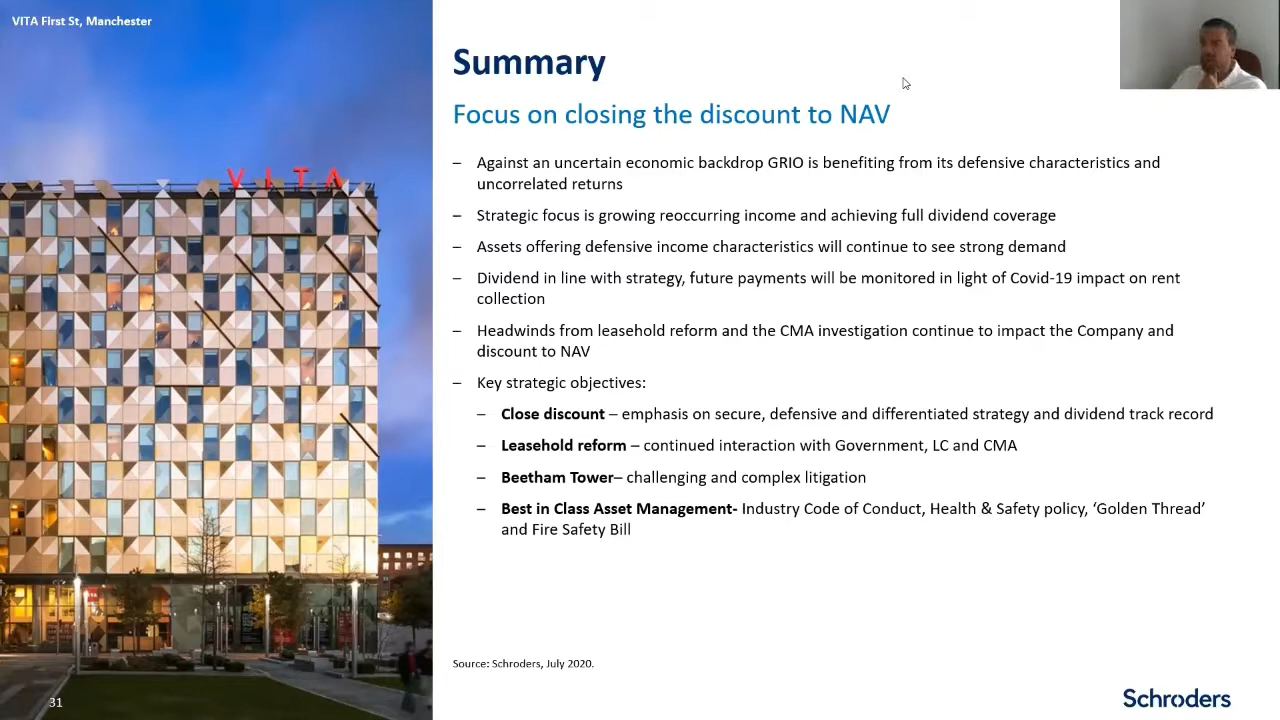 VITA First St, Manchester
VITA
Summary
Focus on closing the discount to NAV
– Against an uncertain economic backdrop GRIO is benefiting from its defensive characteristics and
uncorrelated returns
– Strategic focus is growing reoccurring income and achieving full dividend coverage
– Assets offering defensive income characteristics will continue to see strong demand
– Dividend in line with strategy, future payments will be monitored in light of Covid-19 impact on rent
collection
– Headwinds from leasehold reform and the CMA investigation continue to impact the Company and
discount to NAV
– Key strategic objectives:
– Close discount – emphasis on secure, defensive and differentiated strategy and dividend track record
– Leasehold reform – continued interaction with Government, LC and CMA
– Beetham Tower– challenging and complex litigation
– Best in Class Asset Management- Industry Code of Conduct, Health & Safety policy, ‘Golden Thread’
and Fire Safety Bill
Source: Schroders, July 2020.
31
Schroders